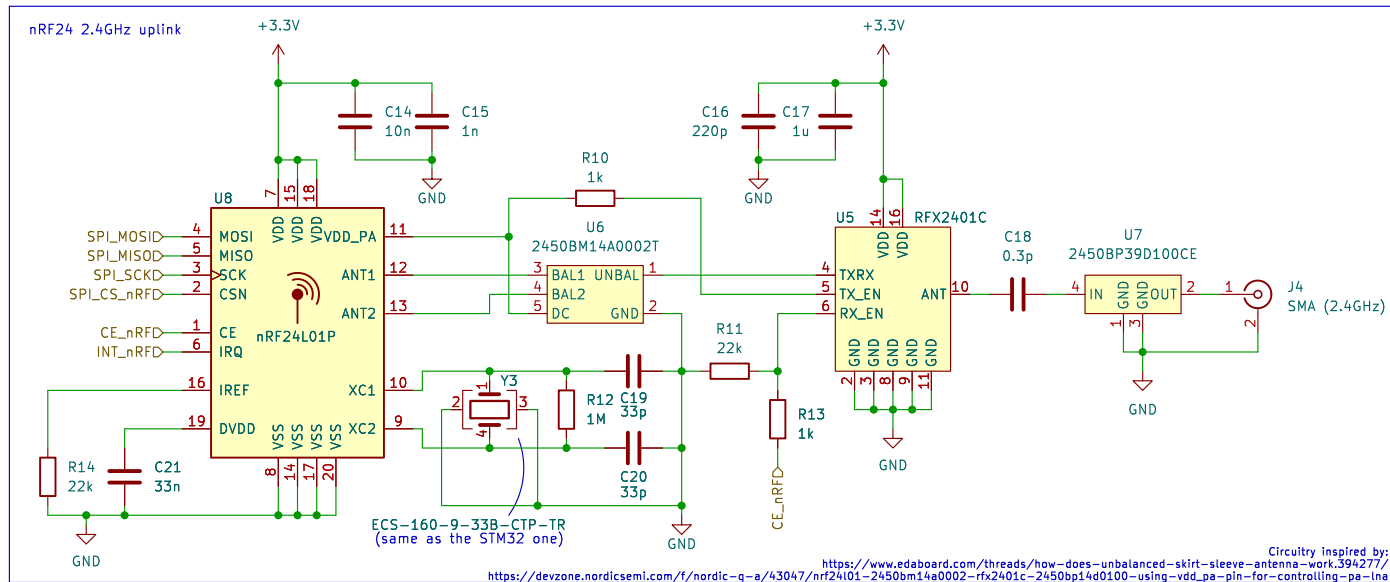 nRF24 2.4GHz uplink
+3.3V
+3.3V
C14
10n
C15
1n
C16
220p
C17
1u
GND
GND
R10
1k
U8
7
15
18
VDD
VDD
VDD
SPI_MOSI
4
MOSI
VDD_PA
11
SPI_MISO
5
MISO
SPI_SCK
3
SCK
ANT1
12
SPI_CS_nRF
2
CSN
ANT2
13
CE_nRF
1
CE
nRF24L01P
INT_nRF
6
IRQ
16
IREF
XC1
10
19
DVDD
XC2
9
VSS
VSS
VSS
VSS
8
14
17
20
R14
22k
C21
33n
GND
U6
2450BM14A0002T
3
BAL1
UNBAL
1
4
BAL2
5
DC
GND
2
Y3
1
2
3
4
R12
1M
C19
33p
C20
33p
ECS-160-9-33B-CTP-TR
(same as the STM32 one)
GND
R11
22k
R13
1k
CE_nRF
U5
RFX2401C
14
16
VDD
VDD
4
TXRX
5
TX_EN
ANT
10
6
RX_EN
GND
GND
GND
GND
GND
2
3
8
9
11
GND
C18
0.3p
U7
2450BP39D100CE
4
IN
GND
GND
OUT
2
1
3
GND
1
2
J4
SMA (2.4GHz)
Circuitry inspired by:
https://www.edaboard.com/threads/how-does-unbalanced-skirt-sleeve-antenna-work.394277/
https://devzone.nordicsemi.com/f/nordic-q-a/43047/nrf24l01-2450bm14a0002-rfx2401c-2450bp14d0100-using-vdd_pa-pin-for-controlling-pa-lna